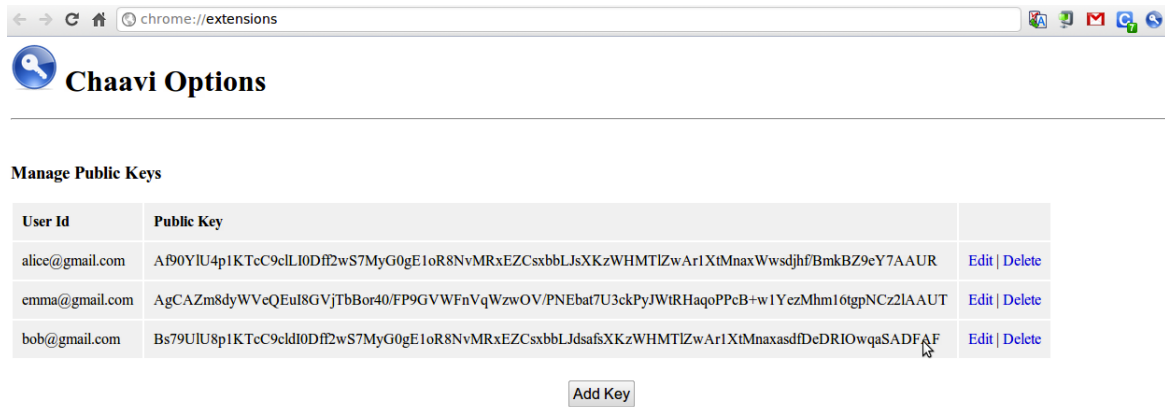 chrome://extensions
7
Chaavi Options
Manage Public Keys
User Id Public Key
alice@gmail.com Af90YlU4p1KTcC9clLI0Dff2wS7MyG0gE1oR8NvMRxEZCsxbbLJsXKzWHMTlZwAr1XtMnaxWwsdjhf/BmkBZ9eY7AAUR Edit | Delete
emma@gmail.com AgCAZm8dyWVeQEuI8GVjTbBor40/FP9GVWFnVqWzwOV/PNEbat7U3ckPyJWtRHaqoPPcB+w1YezMhm16tgpNCz2lAAUT Edit | Delete
bob@gmail.com Bs79UlU8p1KTcC9cldI0Dff2wS7MyG0gE1oR8NvMRxEZCsxbbLJdsafsXKzWHMTlZwAr1XtMnaxasdfDeDRIOwqaSADFAF Edit | Delete
Add Key